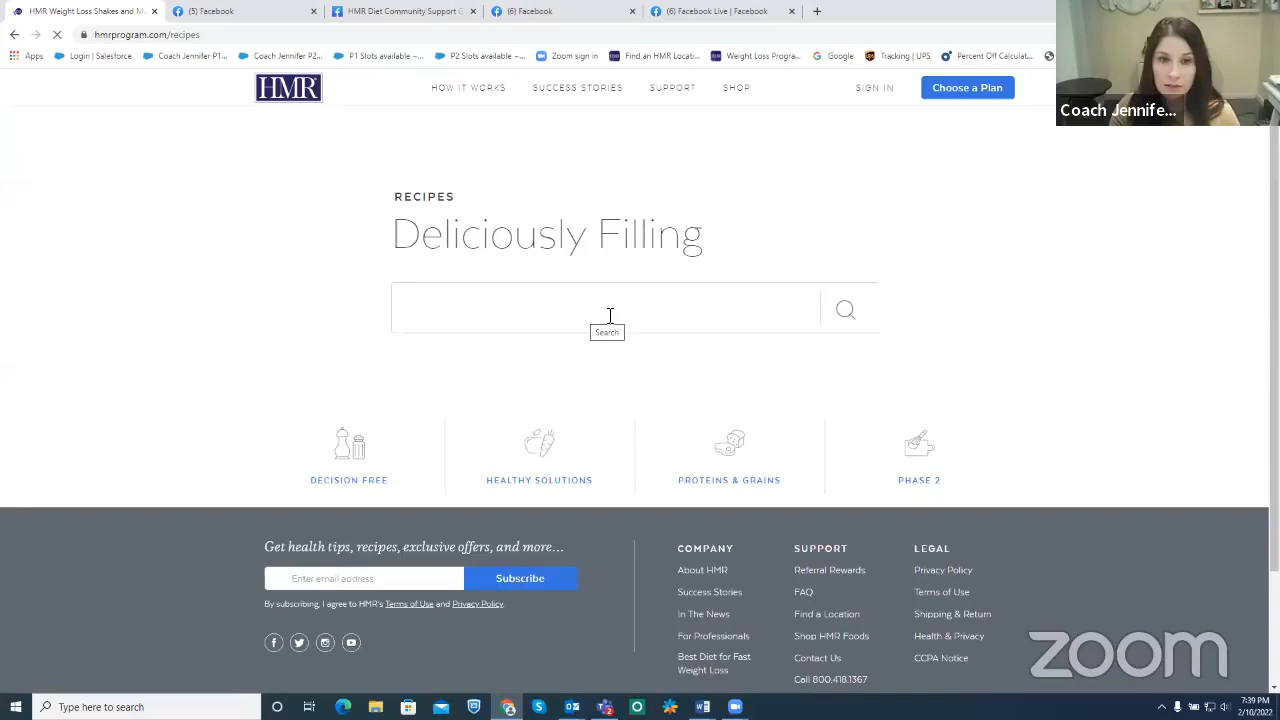 HMR Weight Loss Shakes and M
(5) Facebook
HMR Diet Community Support G
(6) Facebook
(6) Facebook Live | Facebook
hmrprogram.com/recipes
Apps
Login | Salesforce
Coach Jennifer P1...
P1 Slots available ~...
Coach Jennifer P2...
P2 Slots available ~...
Zoom sign in
Find an HMR Locati...
Weight Loss Progra...
Google
Tracking | UPS
Percent Off Calculat...
Coach Jennife...
HMR
HOW IT WORKS
SUCCESS STORIES
SUPPORT
SHOP
SIGN IN
Choose a Plan
RECIPES
Deliciously Filling
Search
DECISION FREE
HEALTHY SOLUTIONS
PROTEINS & GRAINS
PHASE 2
Get health tips, recipes, exclusive offers, and more...
Enter email address
Subscribe
By subscribing, I agree to HMR's Terms of Use and Privacy Policy.
COMPANY
About HMR
Success Stories
In The News
For Professionals
Best Diet for Fast
Weight Loss
SUPPORT
Referral Rewards
FAQ
Find a Location
Shop HMR Foods
Contact Us
Call 800.418.1367
LEGAL
Privacy Policy
Terms of Use
Shipping & Return
Health & Privacy
CCPA Notice
zoom
Type here to search
7:39 PM
2/10/2022